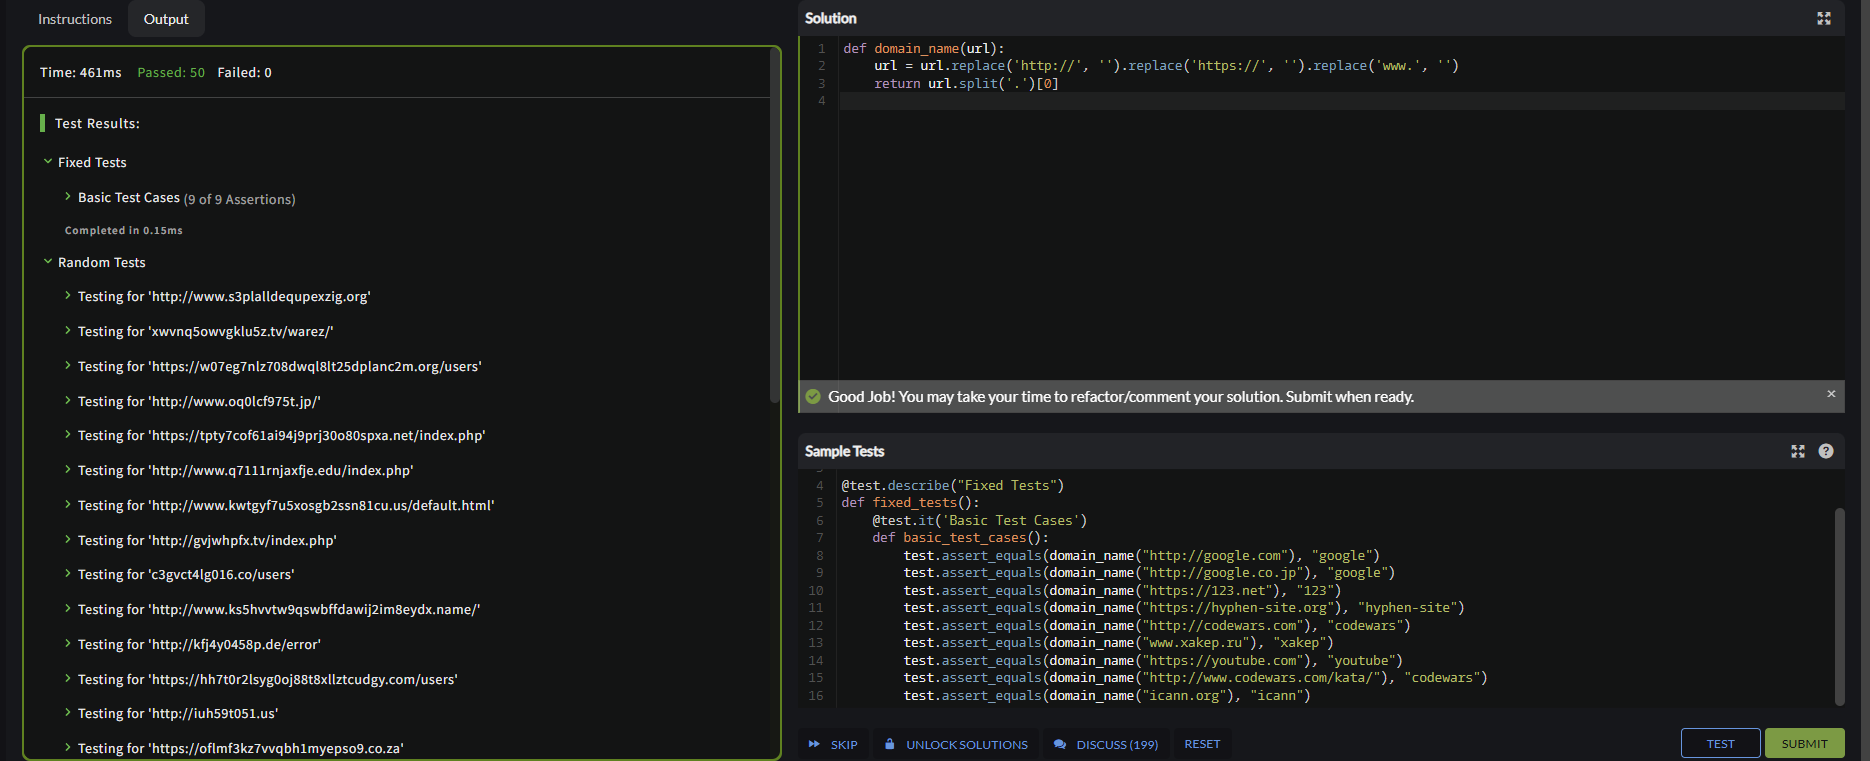 Instructions
Output
Time: 461ms Passed: 50 Failed: 0
Test Results:
Fixed Tests
Basic Test Cases (9 of 9 Assertions)
Completed in 0.15ms
Random Tests
Testing for 'http://www.s3plalldequpexzig.org'
Testing for 'xwvnq5owvgklu5z.tv/warez/'
Testing for 'https://w07eg7nlz708dwql8lt25dplanc2m.org/users'
Testing for 'http://www.oq0lcf975t.jp/'
Testing for 'https://tpty7cof61ai94j9prj30o80spxa.net/index.php'
Testing for 'http://www.q7111rnjaxfje.edu/index.php'
Testing for 'http://www.kwtgyf7u5xosgb2ssn81cu.us/default.html'
Testing for 'http://gvjwhpfx.tv/index.php'
Testing for 'c3gvct4lg016.co/users'
Testing for 'http://www.ks5hvvtw9qswbffdawij2im8eydx.name/'
Testing for 'http://kfj4y0458p.de/error'
Testing for 'https://hh7t0r2lsyg0oj88t8xllztcudgy.com/users'
Testing for 'http://iuh59t051.us'
Testing for 'https://oflmf3kz7vvqbh1myepso9.co.za'
Solution
1 def domain_name(url):
2 url = url.replace('http://', '').replace('https://', '').replace('www.', '')
3 return url.split('.')[0]
4
Good Job! You may take your time to refactor/comment your solution. Submit when ready.
Sample Tests
4 @test.describe("Fixed Tests")
5 def fixed_tests():
6 @test.it('Basic Test Cases')
7 def basic_test_cases():
8 test.assert_equals(domain_name("http://google.com"), "google")
9 test.assert_equals(domain_name("http://google.co.jp"), "google")
10 test.assert_equals(domain_name("https://123.net"), "123")
11 test.assert_equals(domain_name("https://hyphen-site.org"), "hyphen-site")
12 test.assert_equals(domain_name("http://codewars.com"), "codewars")
13 test.assert_equals(domain_name("www.xakep.ru"), "xakep")
14 test.assert_equals(domain_name("https://youtube.com"), "youtube")
15 test.assert_equals(domain_name("http://www.codewars.com/kata/"), "codewars")
16 test.assert_equals(domain_name("icann.org"), "icann")
SKIP
UNLOCK SOLUTIONS
DISCUSS (199)
RESET
TEST
SUBMIT